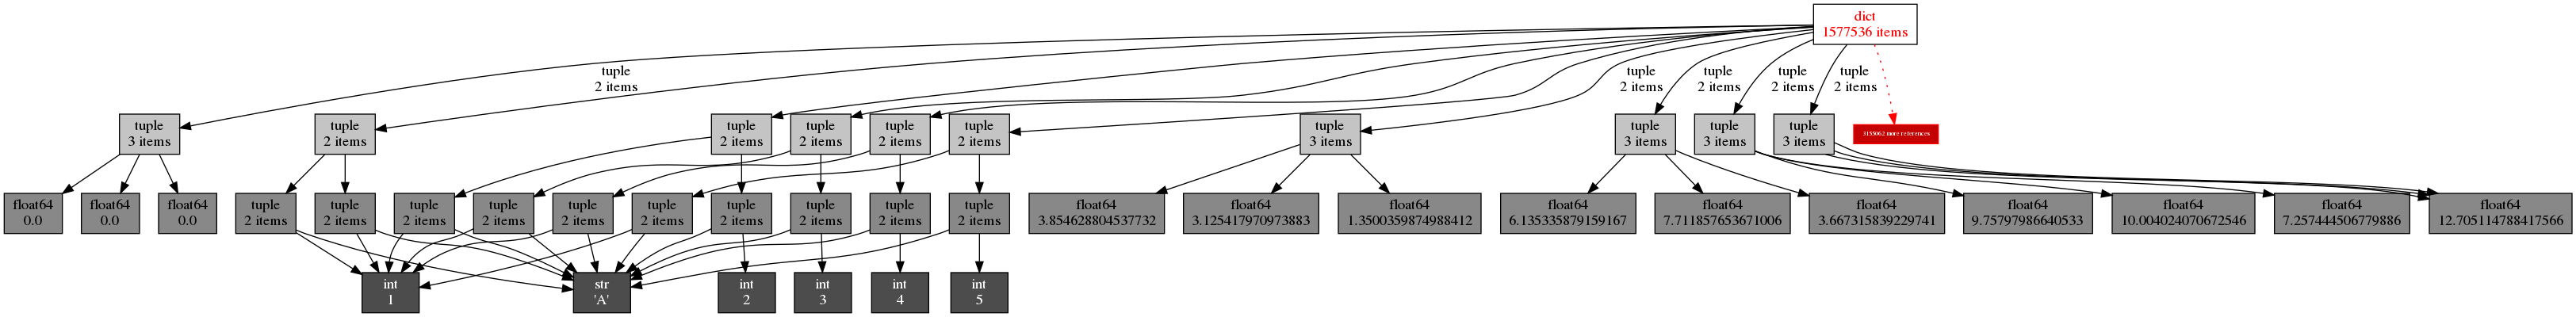 dict
1577536 items
tuple
2 items
tuple
2 items
tuple
2 items
tuple
2 items
tuple
2 items
tuple
3 items
tuple
2 items
tuple
2 items
tuple
2 items
tuple
2 items
tuple
2 items
tuple
3 items
tuple
3 items
tuple
3 items
tuple
3 items
3155062 more references
float64
0.0
float64
0.0
float64
0.0
tuple
2 items
tuple
2 items
tuple
2 items
tuple
2 items
tuple
2 items
tuple
2 items
tuple
2 items
tuple
2 items
tuple
2 items
tuple
2 items
float64
3.854628804537732
float64
3.125417970973883
float64
1.3500359874988412
float64
6.135335879159167
float64
7.711857653671006
float64
3.667315839229741
float64
9.75797986640533
float64
10.004024070672546
float64
7.257444506779886
float64
12.705114788417566
int
1
str
'A'
int
2
int
3
int
4
int
5